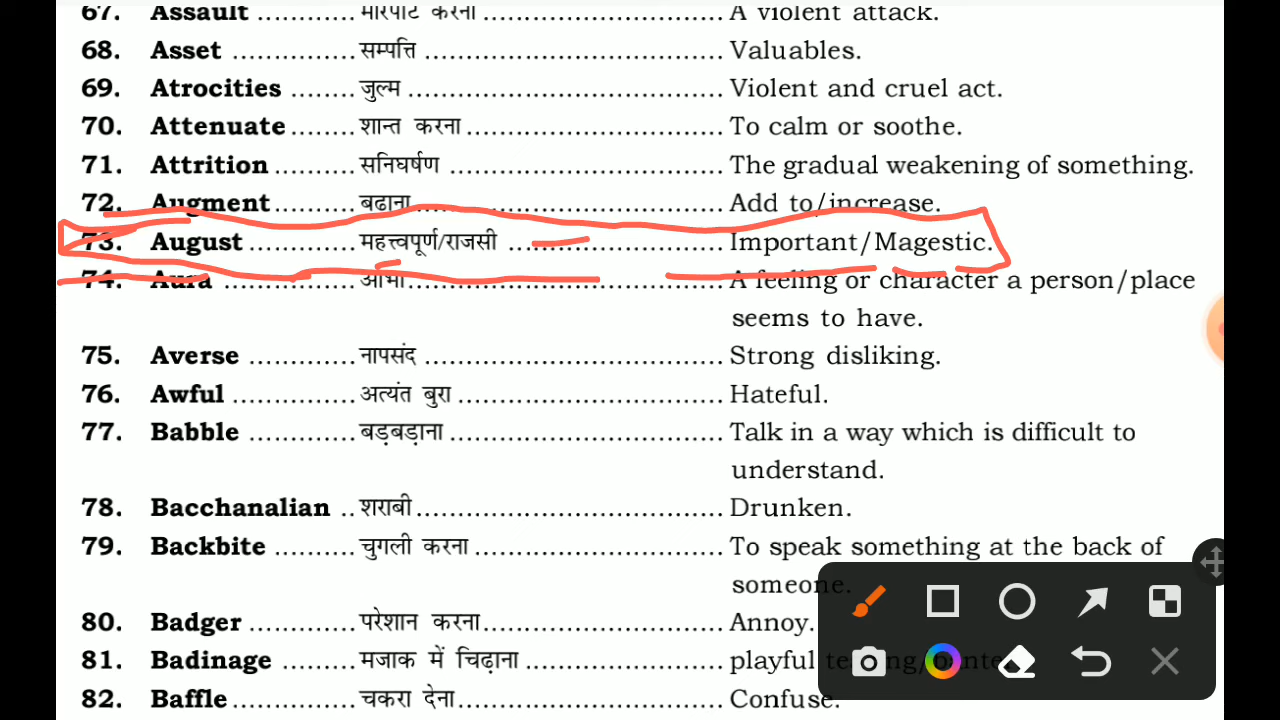 67. Assault ............ मारपीट करना ............................. A violent attack.
68. Asset ............... सम्पत्ति .................................... Valuables.
69. Atrocities ........ जुल्म ...................................... Violent and cruel act.
70. Attenuate ........ शान्त करना ............................... To calm or soothe.
71. Attrition .......... सनिघर्षण ................................. The gradual weakening of something.
72. Augment .......... बढ़ाना ..................................... Add to/increase.
73. August ............. महत्त्वपूर्ण/राजसी .......................... Important/Magestic.
74. Aura ................ आभा ...................................... A feeling or character a person/place
seems to have.
75. Averse ............. नापसंद .................................... Strong disliking.
76. Awful ............... अत्यंत बुरा ................................ Hateful.
77. Babble ............. बड़बड़ाना ................................. Talk in a way which is difficult to
understand.
78. Bacchanalian .. शराबी ..................................... Drunken.
79. Backbite .......... चुगली करना .............................. To speak something at the back of
someone.
80. Badger ............. परेशान करना ............................. Annoy.
81. Badinage ......... मजाक में चिढ़ाना ........................ playful
82. Baffle ............... चकरा देना ................................ Confuse.